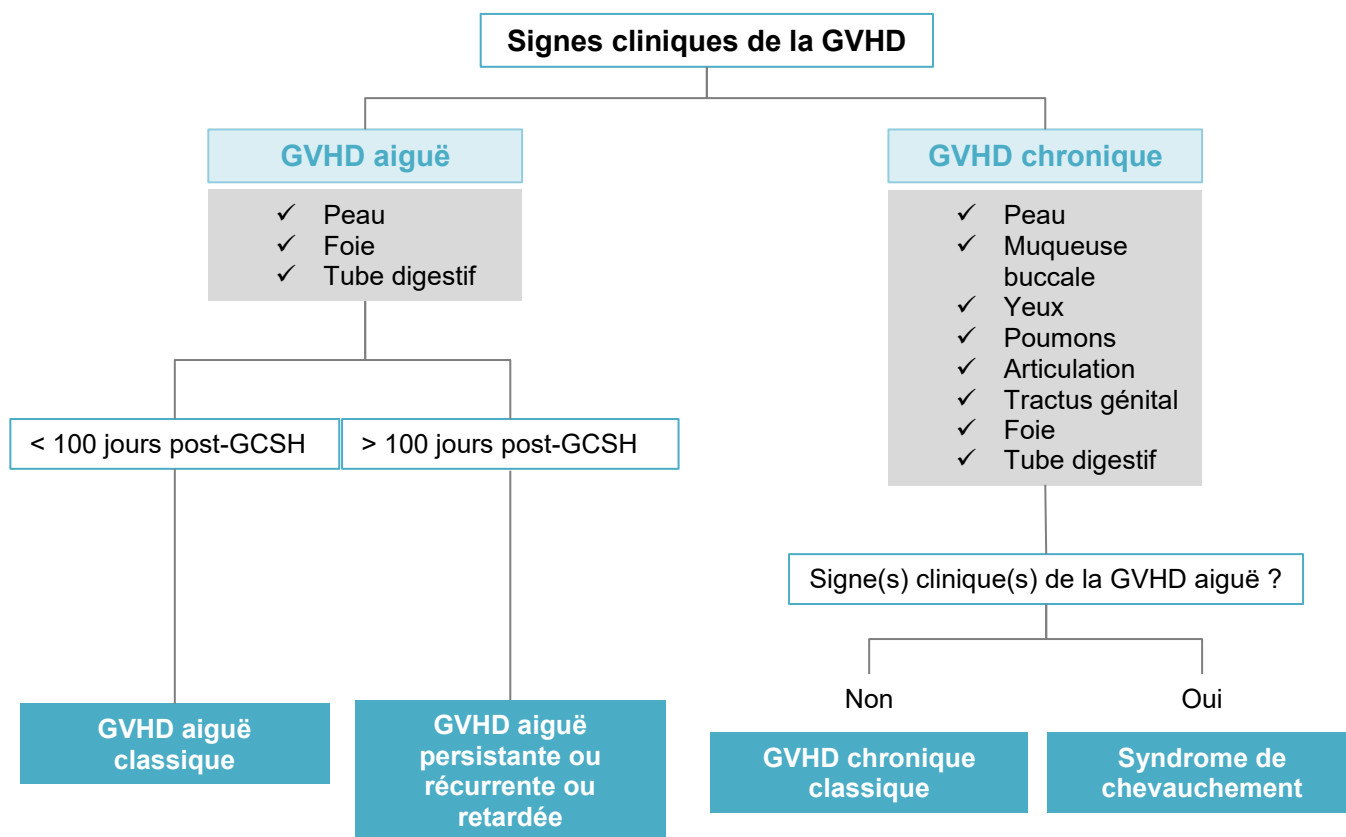 Signes cliniques de la GVHD
GVHD aiguë
✓ Peau
✓ Foie
✓ Tube digestif
< 100 jours post-GCSH
> 100 jours post-GCSH
GVHD aiguë
classique
GVHD aiguë
persistante ou
récurrente ou
retardée
GVHD chronique
✓ Peau
✓ Muqueuse
buccale
✓ Yeux
✓ Poumons
✓ Articulation
✓ Tractus génital
✓ Foie
✓ Tube digestif
Signe(s) clinique(s) de la GVHD aiguë ?
Non
Oui
GVHD chronique
classique
Syndrome de
chevauchement